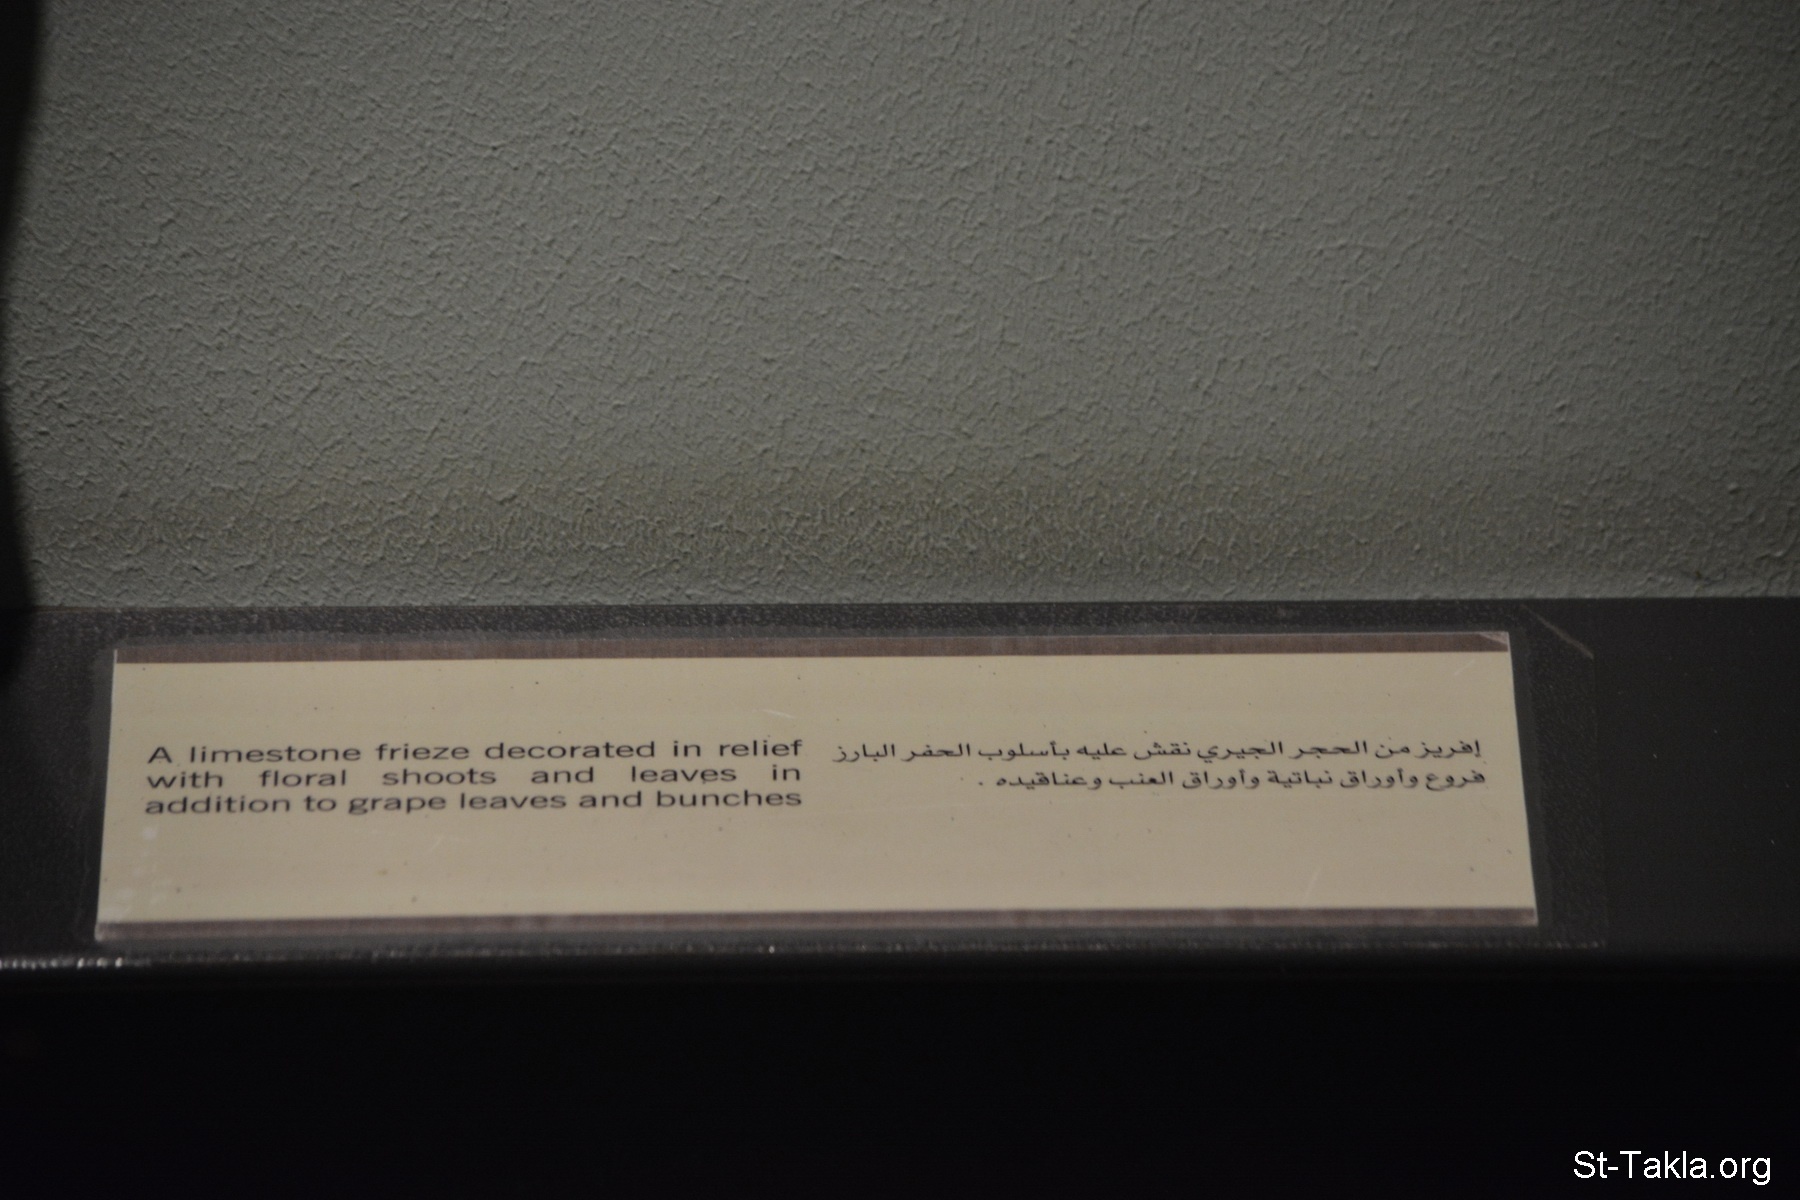 A limestone frieze decorated in relief
with floral shoots and leaves in
addition to grape leaves and bunches
إفريز من الحجر الجيري نقش عليه بأسلوب الحفر البارز
فروع وأوراق نباتية وأوراق العنب وعناقيده .
St-Takla.org